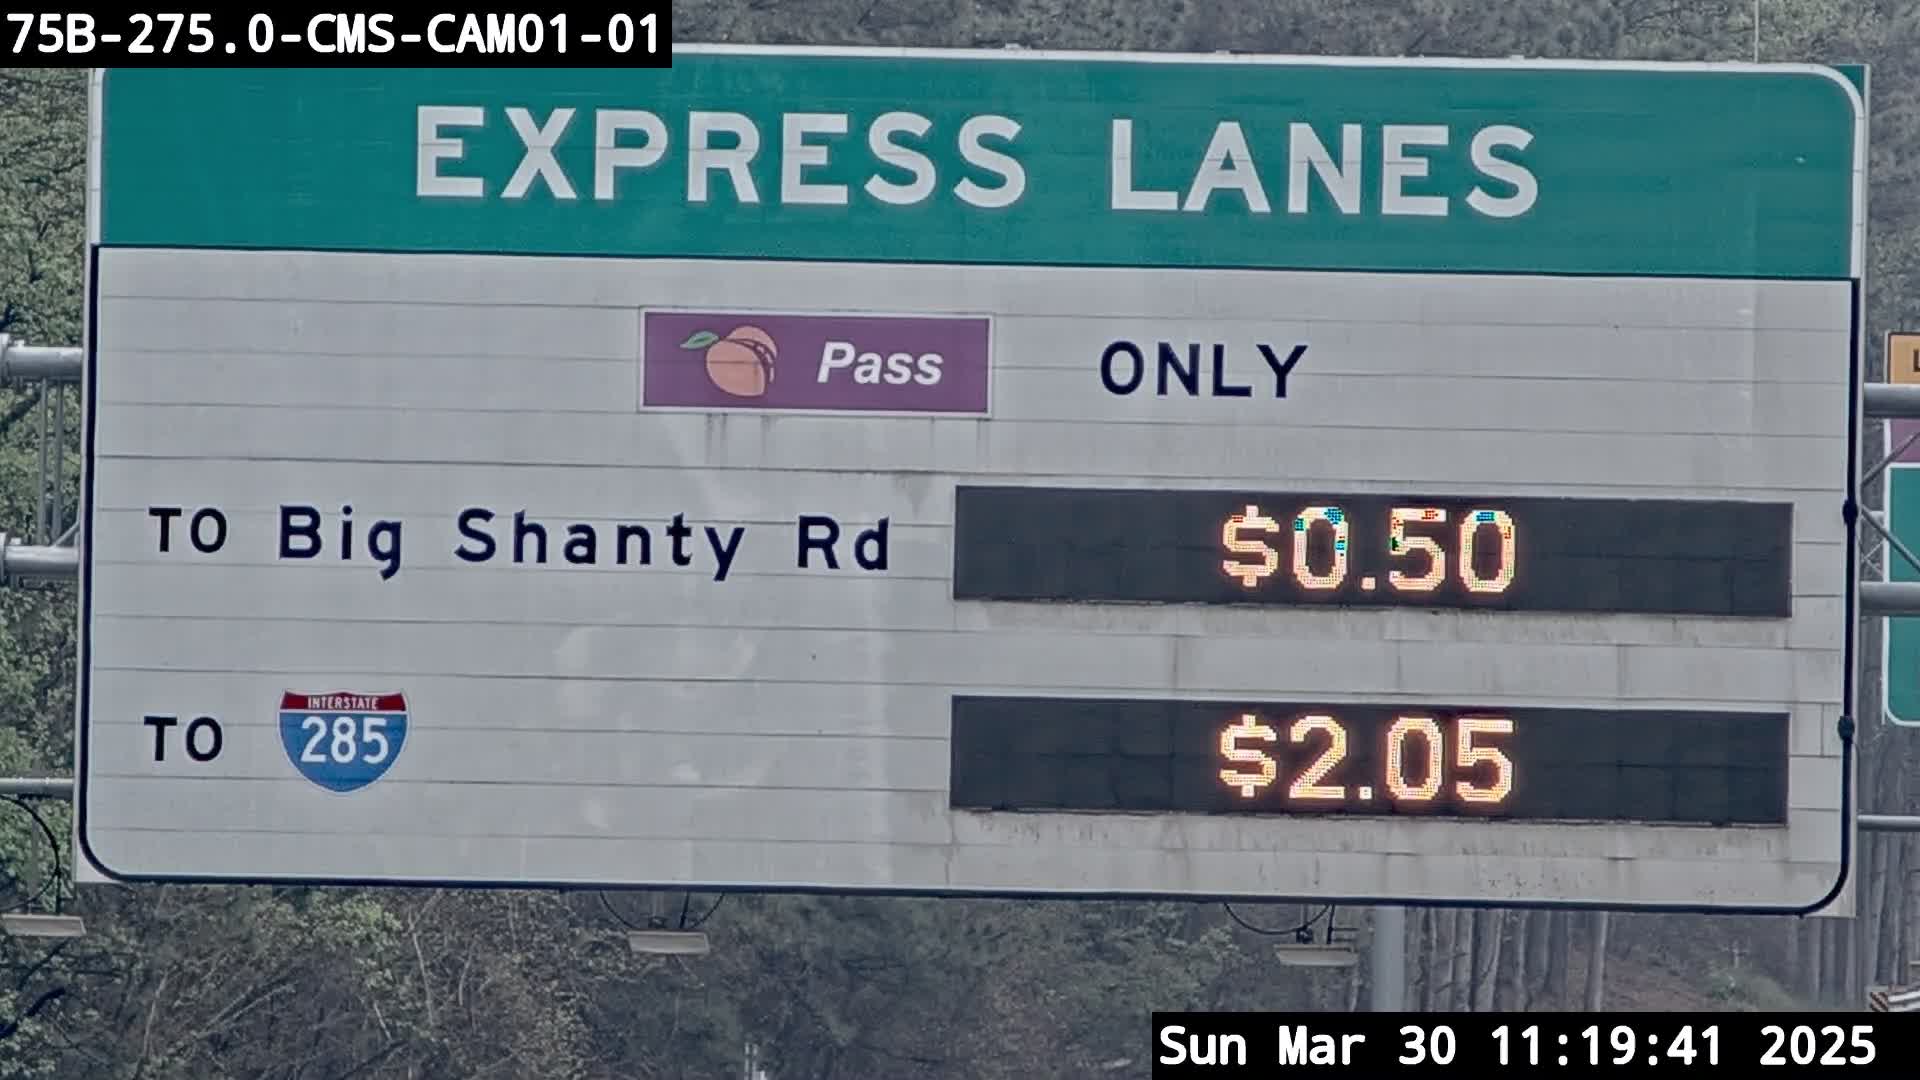 75B-275.0-CMS-CAM01-01
EXPRESS LANES
Pass ONLY
TO Big Shanty Rd $0.50
INTERSTATE
TO 285 $2.05
Sun Mar 30 11:19:41 2025